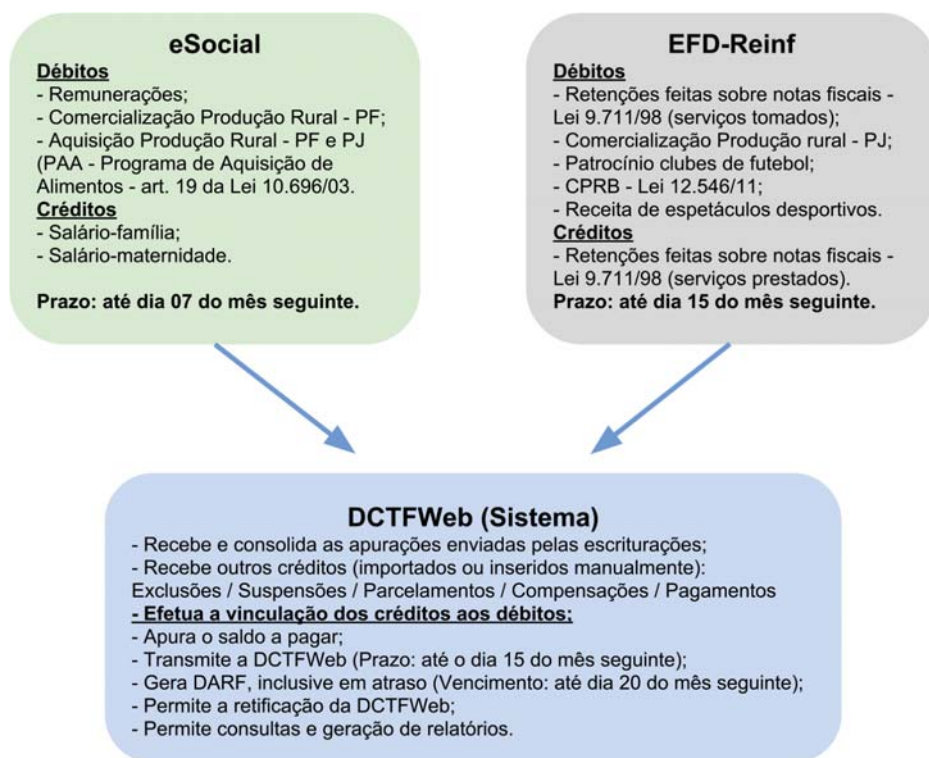 eSocial
Débitos
- Remunerações;
- Comercialização Produção Rural - PF;
- Aquisição Produção Rural - PF e PJ
(PAA - Programa de Aquisição de
Alimentos - art. 19 da Lei 10.696/03.
Créditos
- Salário-família;
- Salário-maternidade.
Prazo: até dia 07 do mês seguinte.
EFD-Reinf
Débitos
- Retenções feitas sobre notas fiscais -
Lei 9.711/98 (serviços tomados);
- Comercialização Produção rural - PJ;
- Patrocínio clubes de futebol;
- CPRB - Lei 12.546/11;
- Receita de espetáculos desportivos.
Créditos
- Retenções feitas sobre notas fiscais -
Lei 9.711/98 (serviços prestados).
Prazo: até dia 15 do mês seguinte.
DCTFWeb (Sistema)
- Recebe e consolida as apurações enviadas pelas escriturações;
- Recebe outros créditos (importados ou inseridos manualmente):
Exclusões / Suspensões / Parcelamentos / Compensações / Pagamentos
- Efetua a vinculação dos créditos aos débitos;
- Apura o saldo a pagar;
- Transmite a DCTFWeb (Prazo: até o dia 15 do mês seguinte);
- Gera DARF, inclusive em atraso (Vencimento: até dia 20 do mês seguinte);
- Permite a retificação da DCTFWeb;
- Permite consultas e geração de relatórios.